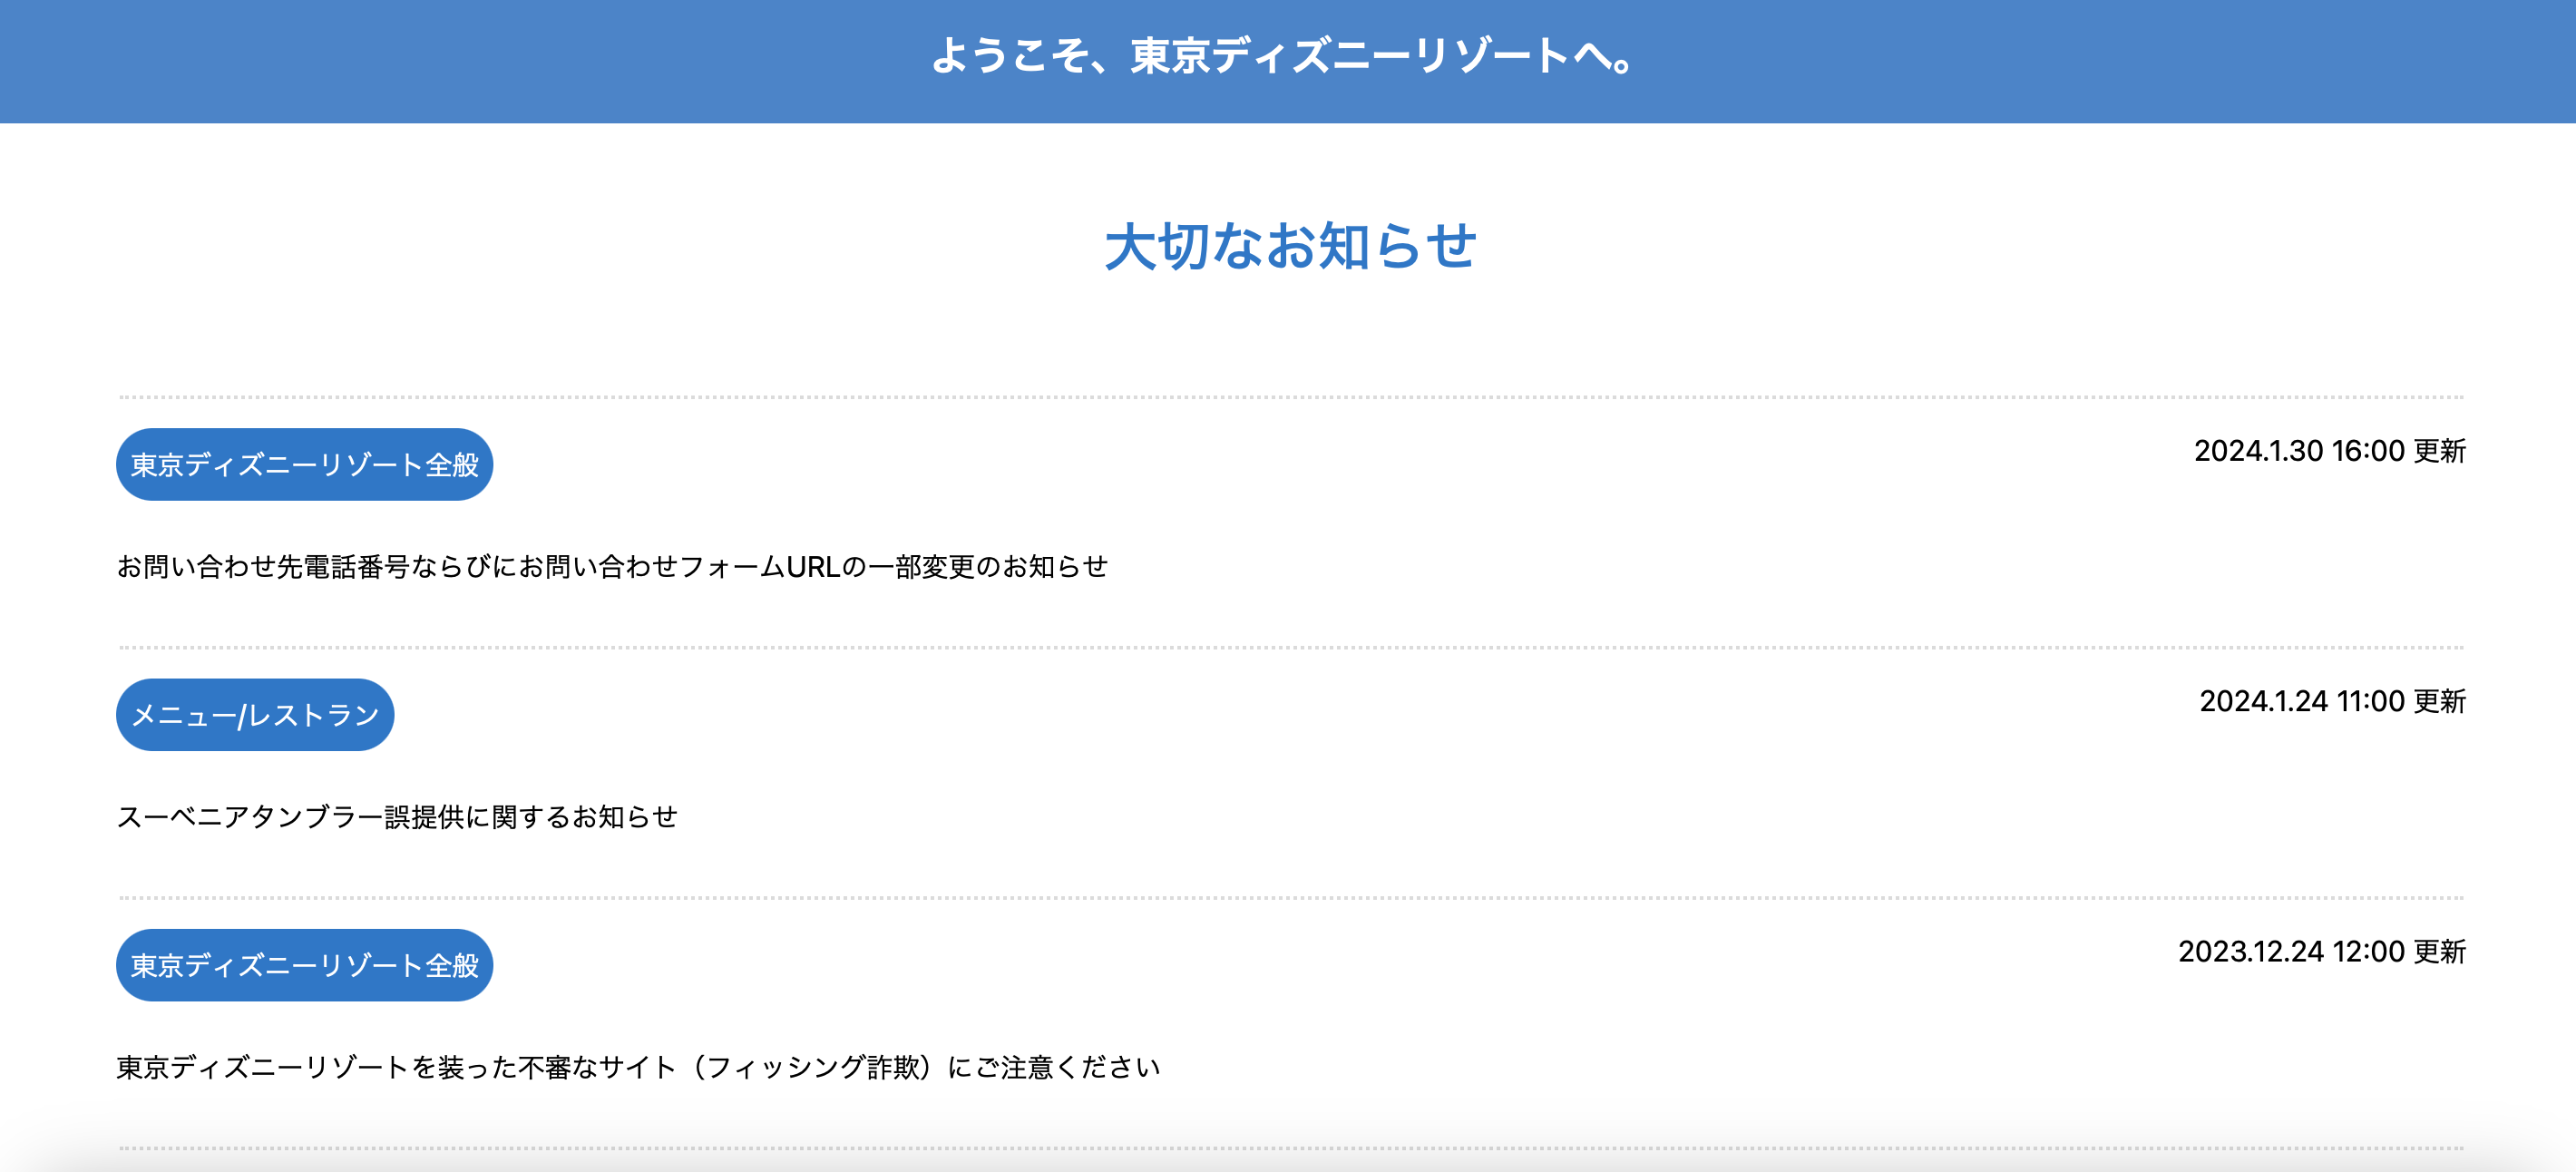 ようこそ、東京ディズニーリゾートへ。
大切なお知らせ
東京ディズニーリゾート全般
2024.1.30 16:00 更新
お問い合わせ先電話番号ならびにお問い合わせフォームURLの一部変更のお知らせ
メニュー/レストラン
2024.1.24 11:00 更新
スーベニアタンブラー誤提供に関するお知らせ
東京ディズニーリゾート全般
2023.12.24 12:00 更新
東京ディズニーリゾートを装った不審なサイト（フィッシング詐欺）にご注意ください